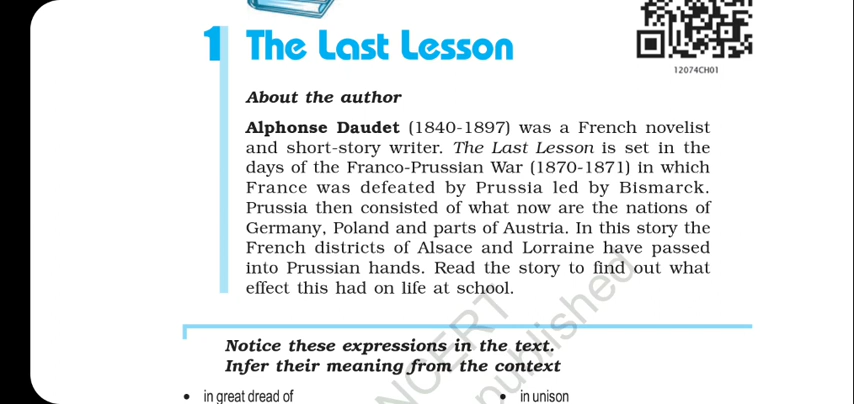 1 The Last Lesson
12074CH01
About the author
Alphonse Daudet (1840-1897) was a French novelist
and short-story writer. The Last Lesson is set in the
days of the Franco-Prussian War (1870-1871) in which
France was defeated by Prussia led by Bismarck.
Prussia then consisted of what now are the nations of
Germany, Poland and parts of Austria. In this story the
French districts of Alsace and Lorraine have passed
into Prussian hands. Read the story to find out what
effect this had on life at school.
Notice these expressions in the text.
Infer their meaning from the context
• in great dread of
• in unison
NCERT
published